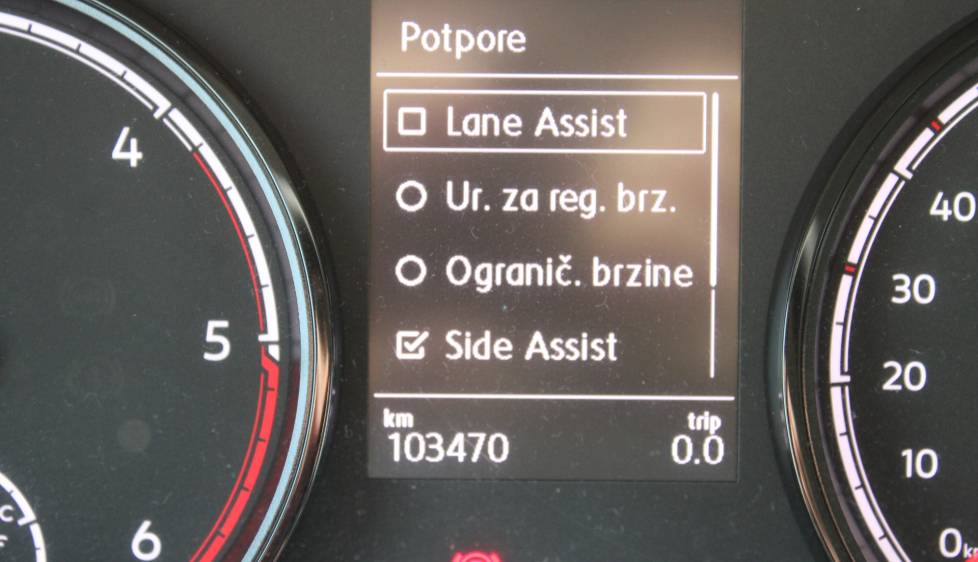 Potpore
Lane Assist
Ur. za reg. brz.
Ogranič. brzine
Side Assist
km trip
103470 0.0
4
5
6
C
40
30
20
10
0